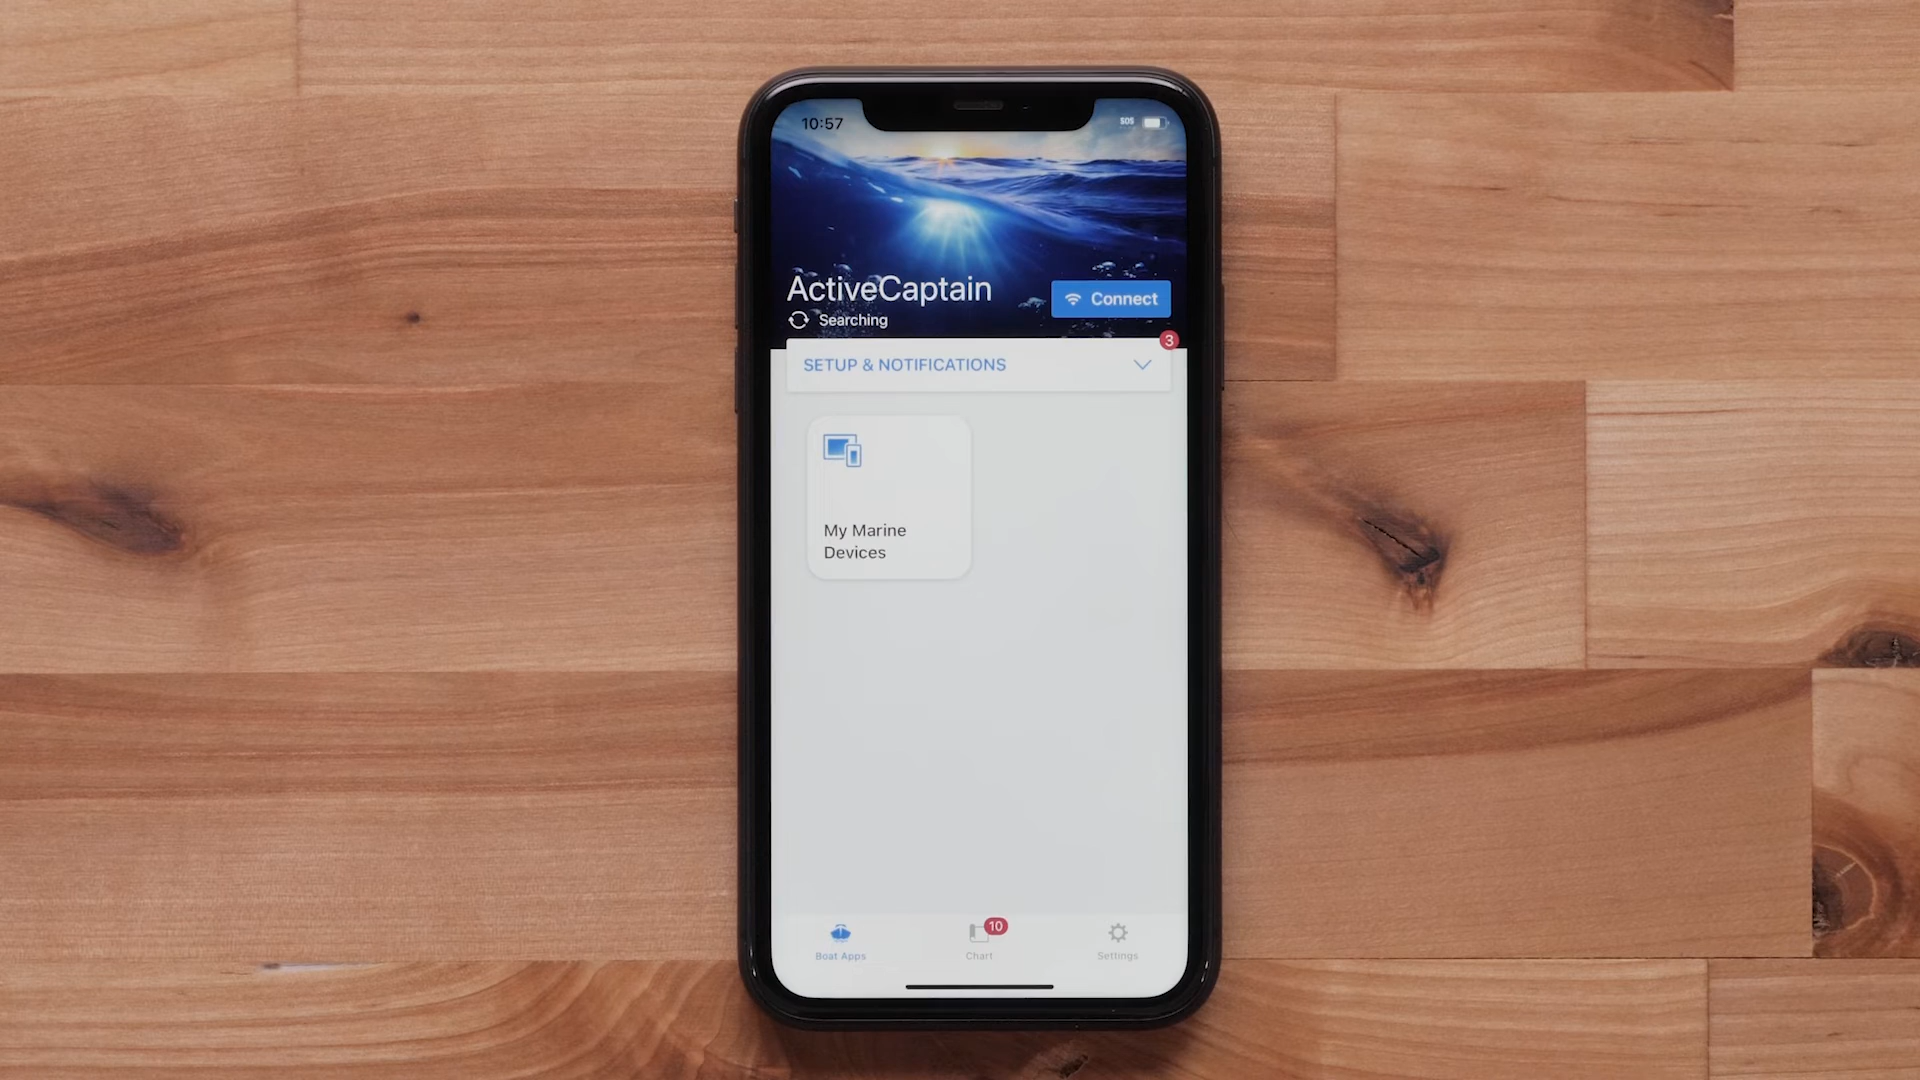 10:57
SOS
ActiveCaptain
Connect
Searching
3
SETUP & NOTIFICATIONS
My Marine
Devices
10
Boat Apps
Chart
Settings